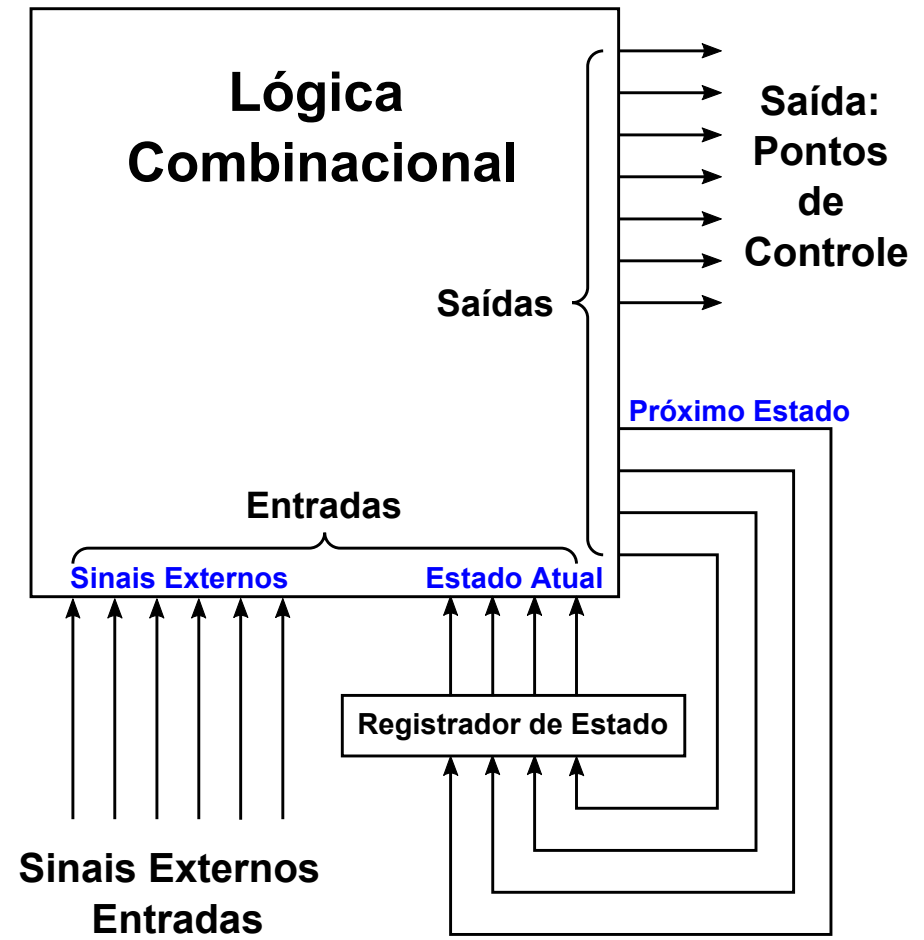 Lógica
Combinacional
Saída:
Pontos
de
Controle
Saídas
Próximo Estado
Entradas
Sinais Externos
Estado Atual
Registrador de Estado
Sinais Externos
Entradas